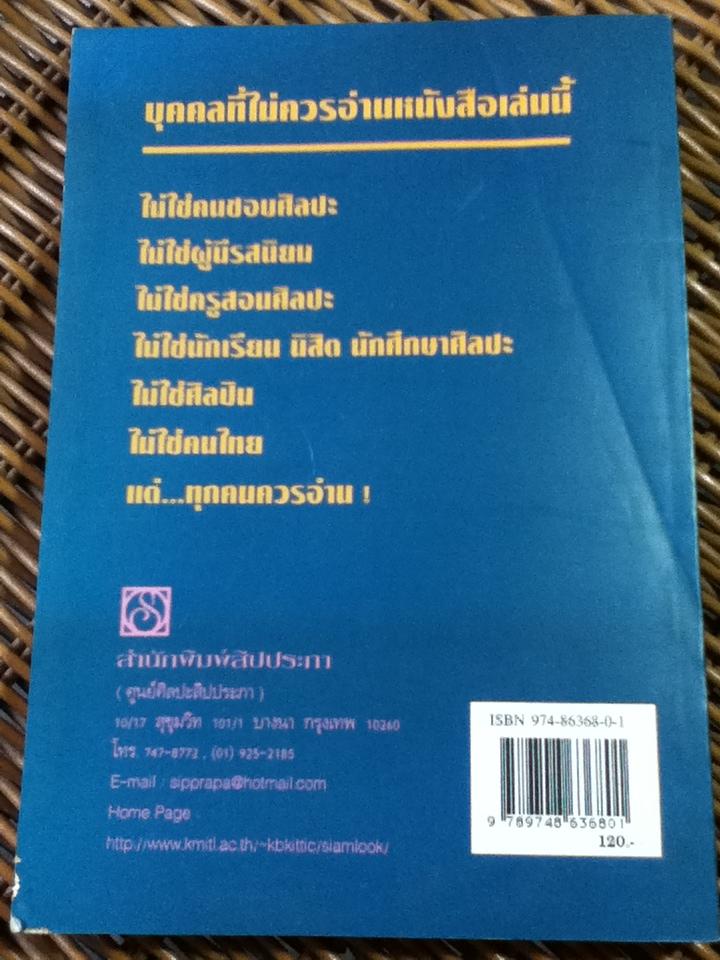 บุคคลที่ไม่ควรอ่านหนังสือเล่มนี้
ไม่ใช่คนชอบศิลปะ
ไม่ใช่ผู้มีรสนิยม
ไม่ใช่ครูสอนศิลปะ
ไม่ใช่นักเรียน นิสิต นักศึกษาศิลปะ
ไม่ใช่ศิลปิน
ไม่ใช่คนไทย
แต่...ทุกคนควรอ่าน !
สำนักพิมพ์สิปประภา
( ศูนย์ศิลปะสิปประภา )
10/17 สุขุมวิท 101/1 บางนา กรุงเทพ 10260
โทร. 747-8772 , (01) 925-2185
E-mail : sipprapa@hotmail.com
Home Page :
http://www.kmitl.ac.th/~kbkittic/siamlook/
ISBN 974-86368-0-1
9 789748 636801
120.-